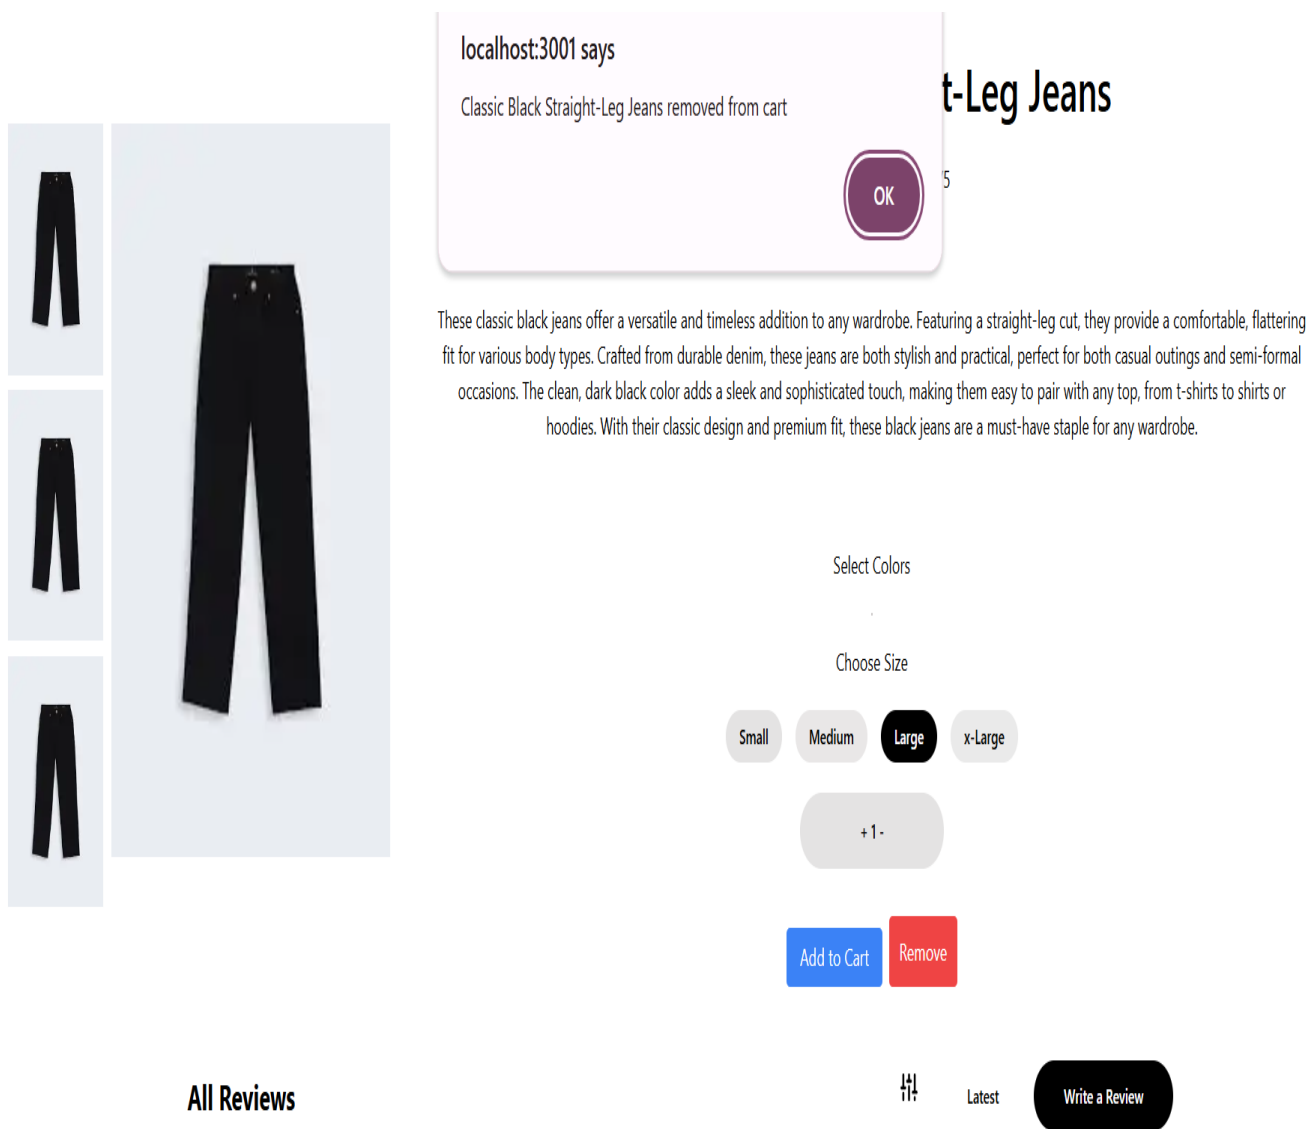 localhost:3001 says
Classic Black Straight-Leg Jeans removed from cart
OK
t-Leg Jeans
/5
These classic black jeans offer a versatile and timeless addition to any wardrobe. Featuring a straight-leg cut, they provide a comfortable, flattering
fit for various body types. Crafted from durable denim, these jeans are both stylish and practical, perfect for both casual outings and semi-formal
occasions. The clean, dark black color adds a sleek and sophisticated touch, making them easy to pair with any top, from t-shirts to shirts or
hoodies. With their classic design and premium fit, these black jeans are a must-have staple for any wardrobe.
Select Colors
Choose Size
Small Medium Large x-Large
+ 1 -
Add to Cart Remove
All Reviews Latest Write a Review